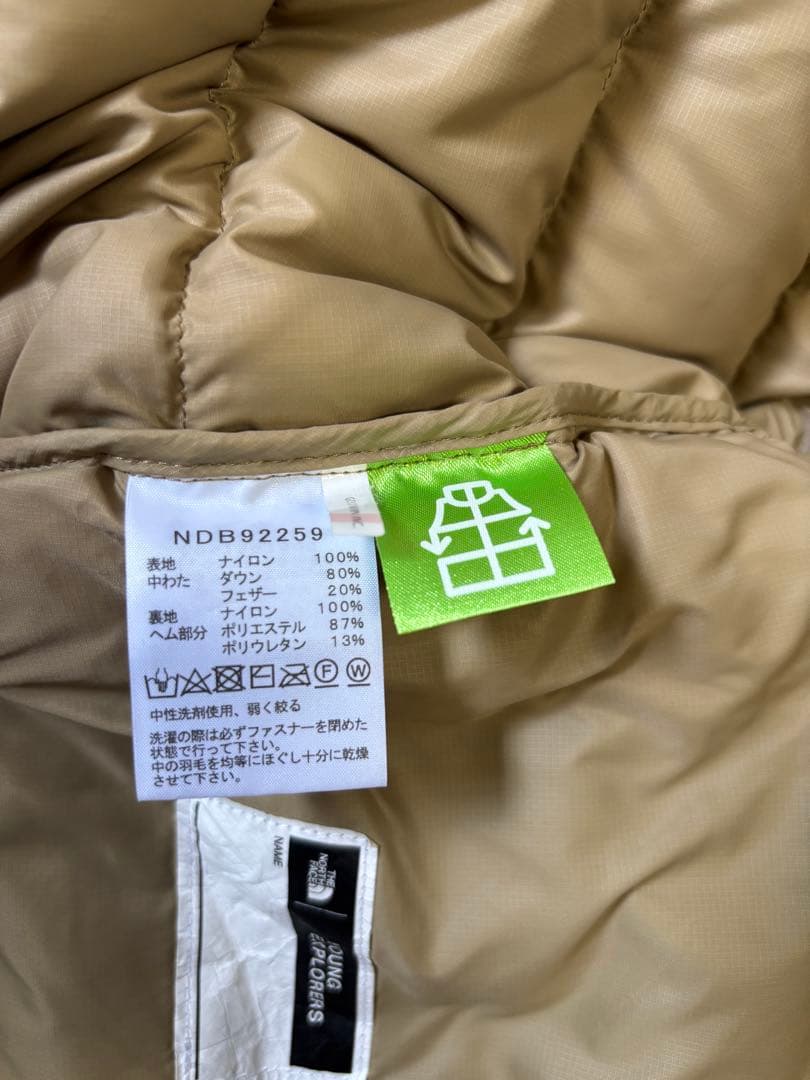 GOLDWIN INC.
NDB92259
表地 ナイロン 100%
中わた ダウン 80%
フェザー 20%
裏地 ナイロン 100%
ヘム部分 ポリエステル 87%
ポリウレタン 13%
F W
中性洗剤使用、弱く絞る
洗濯の際は必ずファスナーを閉めた
状態で行って下さい。
中の羽毛を均等にほぐし十分に乾燥
させて下さい。
NAME
THE
NORTH
FACE
YOUNG
EXPLORERS